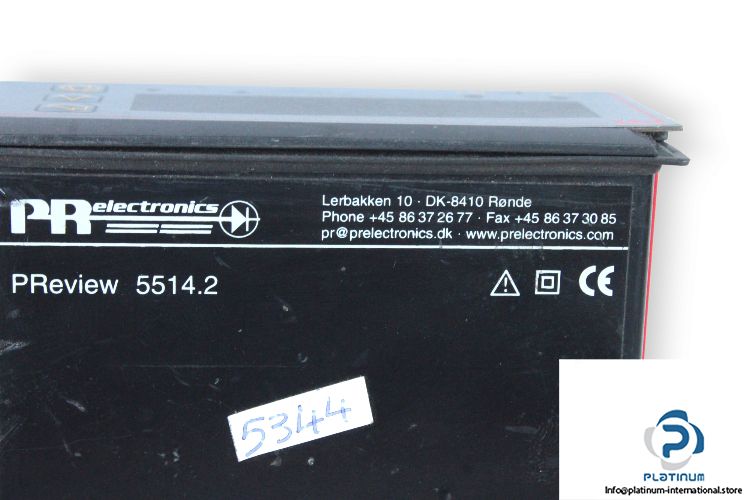 PR electronics
Lerbakken 10 · DK-8410 Rønde
Phone +45 86 37 26 77 · Fax +45 86 37 30 85
pr@prelectronics.dk · www.prelectronics.com
PReview 5514.2
CE
5344
PLATINUM
Info@platinum-international.store